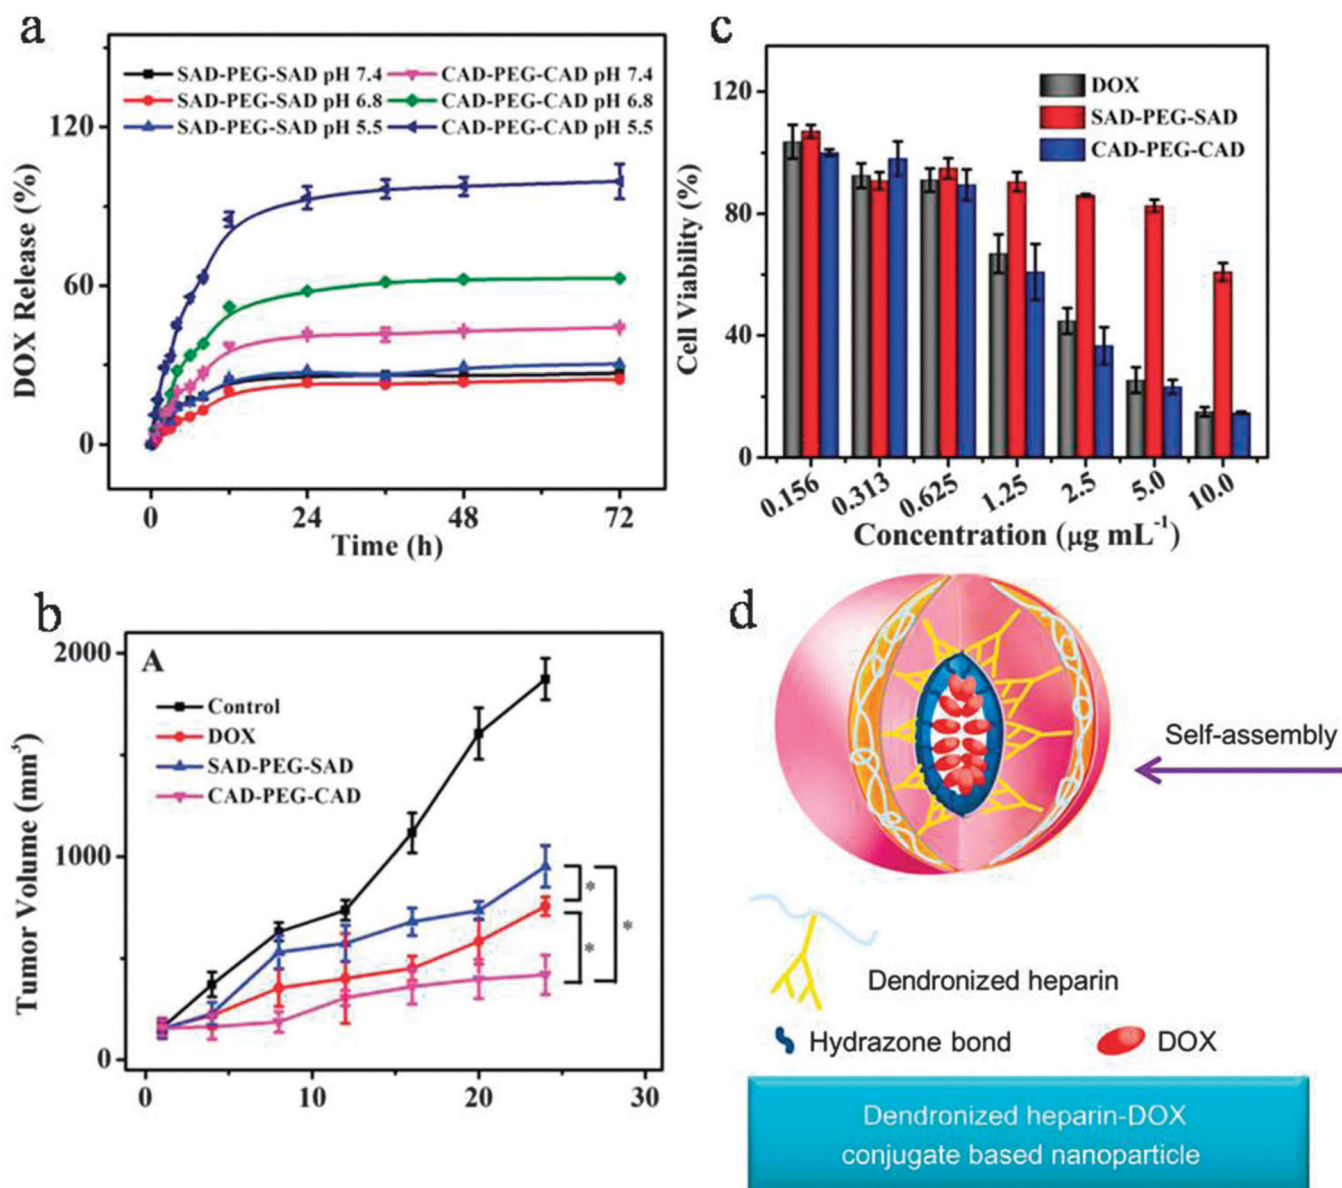 a
SAD-PEG-SAD pH 7.4
CAD-PEG-CAD pH 7.4
SAD-PEG-SAD pH 6.8
CAD-PEG-CAD pH 6.8
SAD-PEG-SAD pH 5.5
CAD-PEG-CAD pH 5.5
120
60
0
DOX Release (%)
0 24 48 72
Time (h)
c
DOX
SAD-PEG-SAD
CAD-PEG-CAD
120
80
40
0
Cell Viability (%)
0.156 0.313 0.625 1.25 2.5 5.0 10.0
Concentration (μg mL⁻¹)
b
A
Control
DOX
SAD-PEG-SAD
CAD-PEG-CAD
2000
1000
0
Tumor Volume (mm³)
* * *
0 10 20 30
d
Self-assembly
Dendronized heparin
Hydrazone bond
DOX
Dendronized heparin-DOX
conjugate based nanoparticle